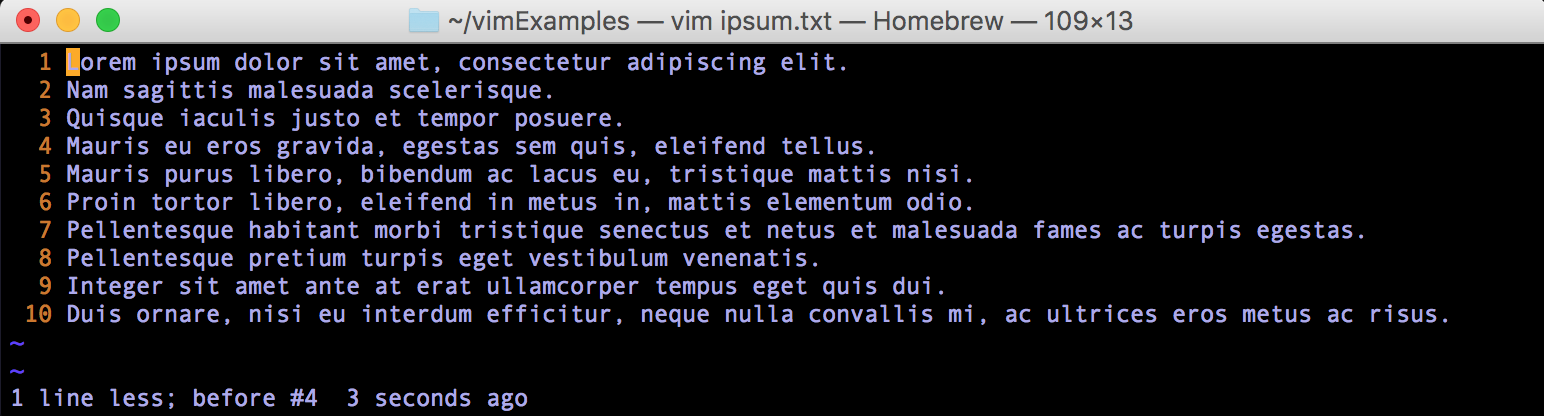 ~/vimExamples — vim ipsum.txt — Homebrew — 109×13
1 Lorem ipsum dolor sit amet, consectetur adipiscing elit.
2 Nam sagittis malesuada scelerisque.
3 Quisque iaculis justo et tempor posuere.
4 Mauris eu eros gravida, egestas sem quis, eleifend tellus.
5 Mauris purus libero, bibendum ac lacus eu, tristique mattis nisi.
6 Proin tortor libero, eleifend in metus in, mattis elementum odio.
7 Pellentesque habitant morbi tristique senectus et netus et malesuada fames ac turpis egestas.
8 Pellentesque pretium turpis eget vestibulum venenatis.
9 Integer sit amet ante at erat ullamcorper tempus eget quis dui.
10 Duis ornare, nisi eu interdum efficitur, neque nulla convallis mi, ac ultrices eros metus ac risus.
~
~
1 line less; before #4  3 seconds ago